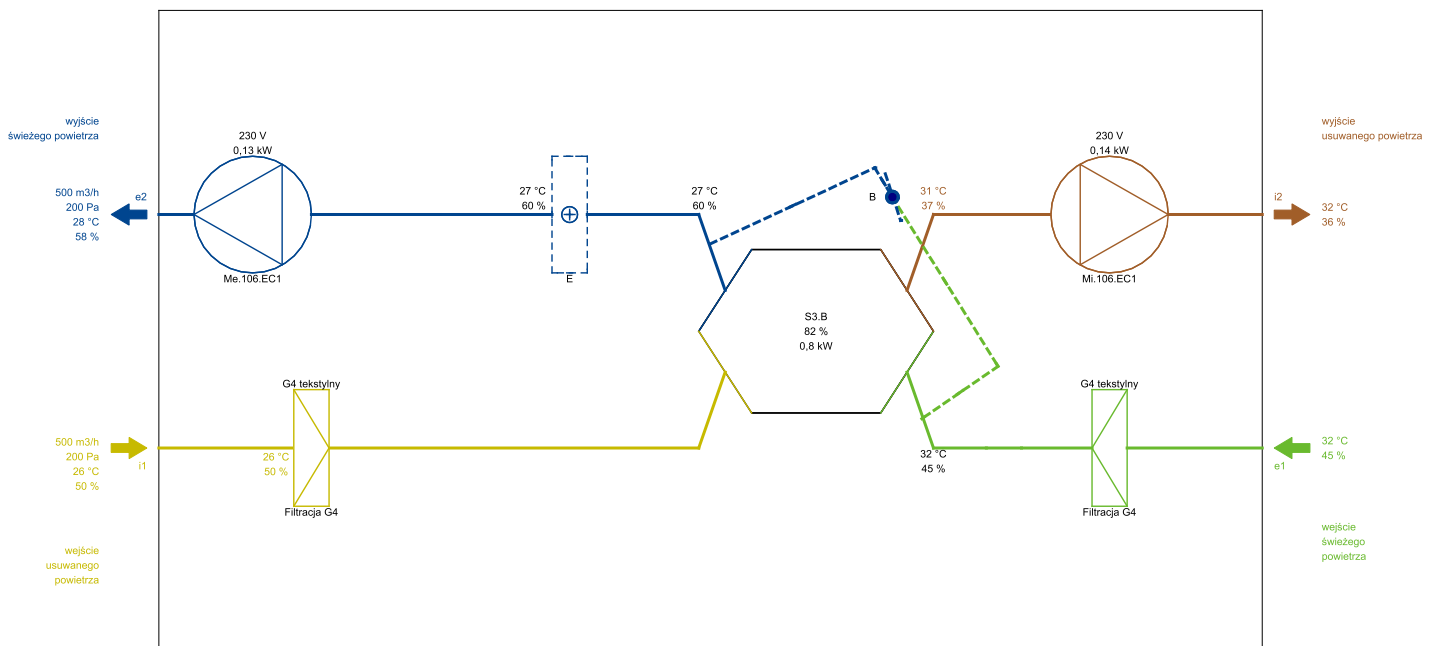 wyjście
świeżego powietrza
500 m3/h
200 Pa
28 °C
58 %
e2
230 V
0,13 kW
Me.106.EC1
27 °C
60 %
E
27 °C
60 %
B
31 °C
37 %
230 V
0,14 kW
Mi.106.EC1
wyjście
usuwanego powietrza
i2
32 °C
36 %
S3.B
82 %
0,8 kW
500 m3/h
200 Pa
26 °C
50 %
i1
wejście
usuwanego
powietrza
G4 tekstylny
26 °C
50 %
Filtracja G4
32 °C
45 %
G4 tekstylny
Filtracja G4
e1
32 °C
45 %
wejście
świeżego
powietrza